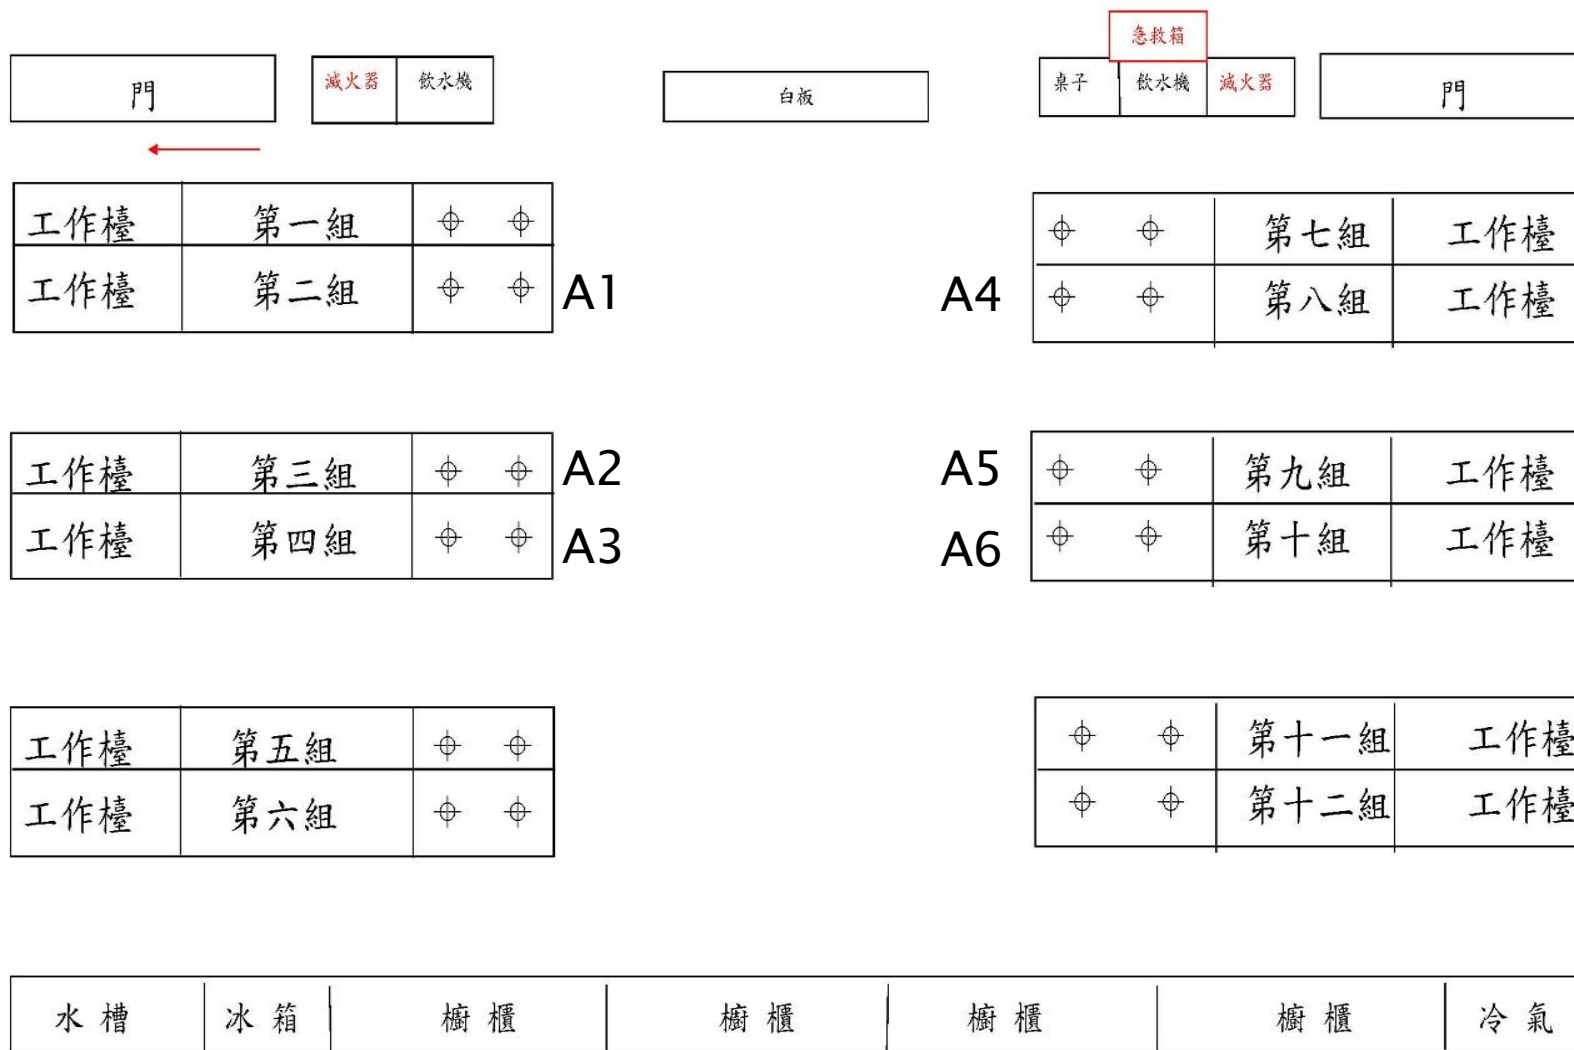 急救箱
門 滅火器 飲水機 白板 桌子 飲水機 滅火器 門
工作檯 第一組
工作檯 第二組 A1
A4 第七組 工作檯
第八組 工作檯
工作檯 第三組 A2
工作檯 第四組 A3
A5 第九組 工作檯
A6 第十組 工作檯
工作檯 第五組
工作檯 第六組
第十一組 工作檯
第十二組 工作檯
水槽 冰箱 櫥櫃 櫥櫃 櫥櫃 櫥櫃 冷氣